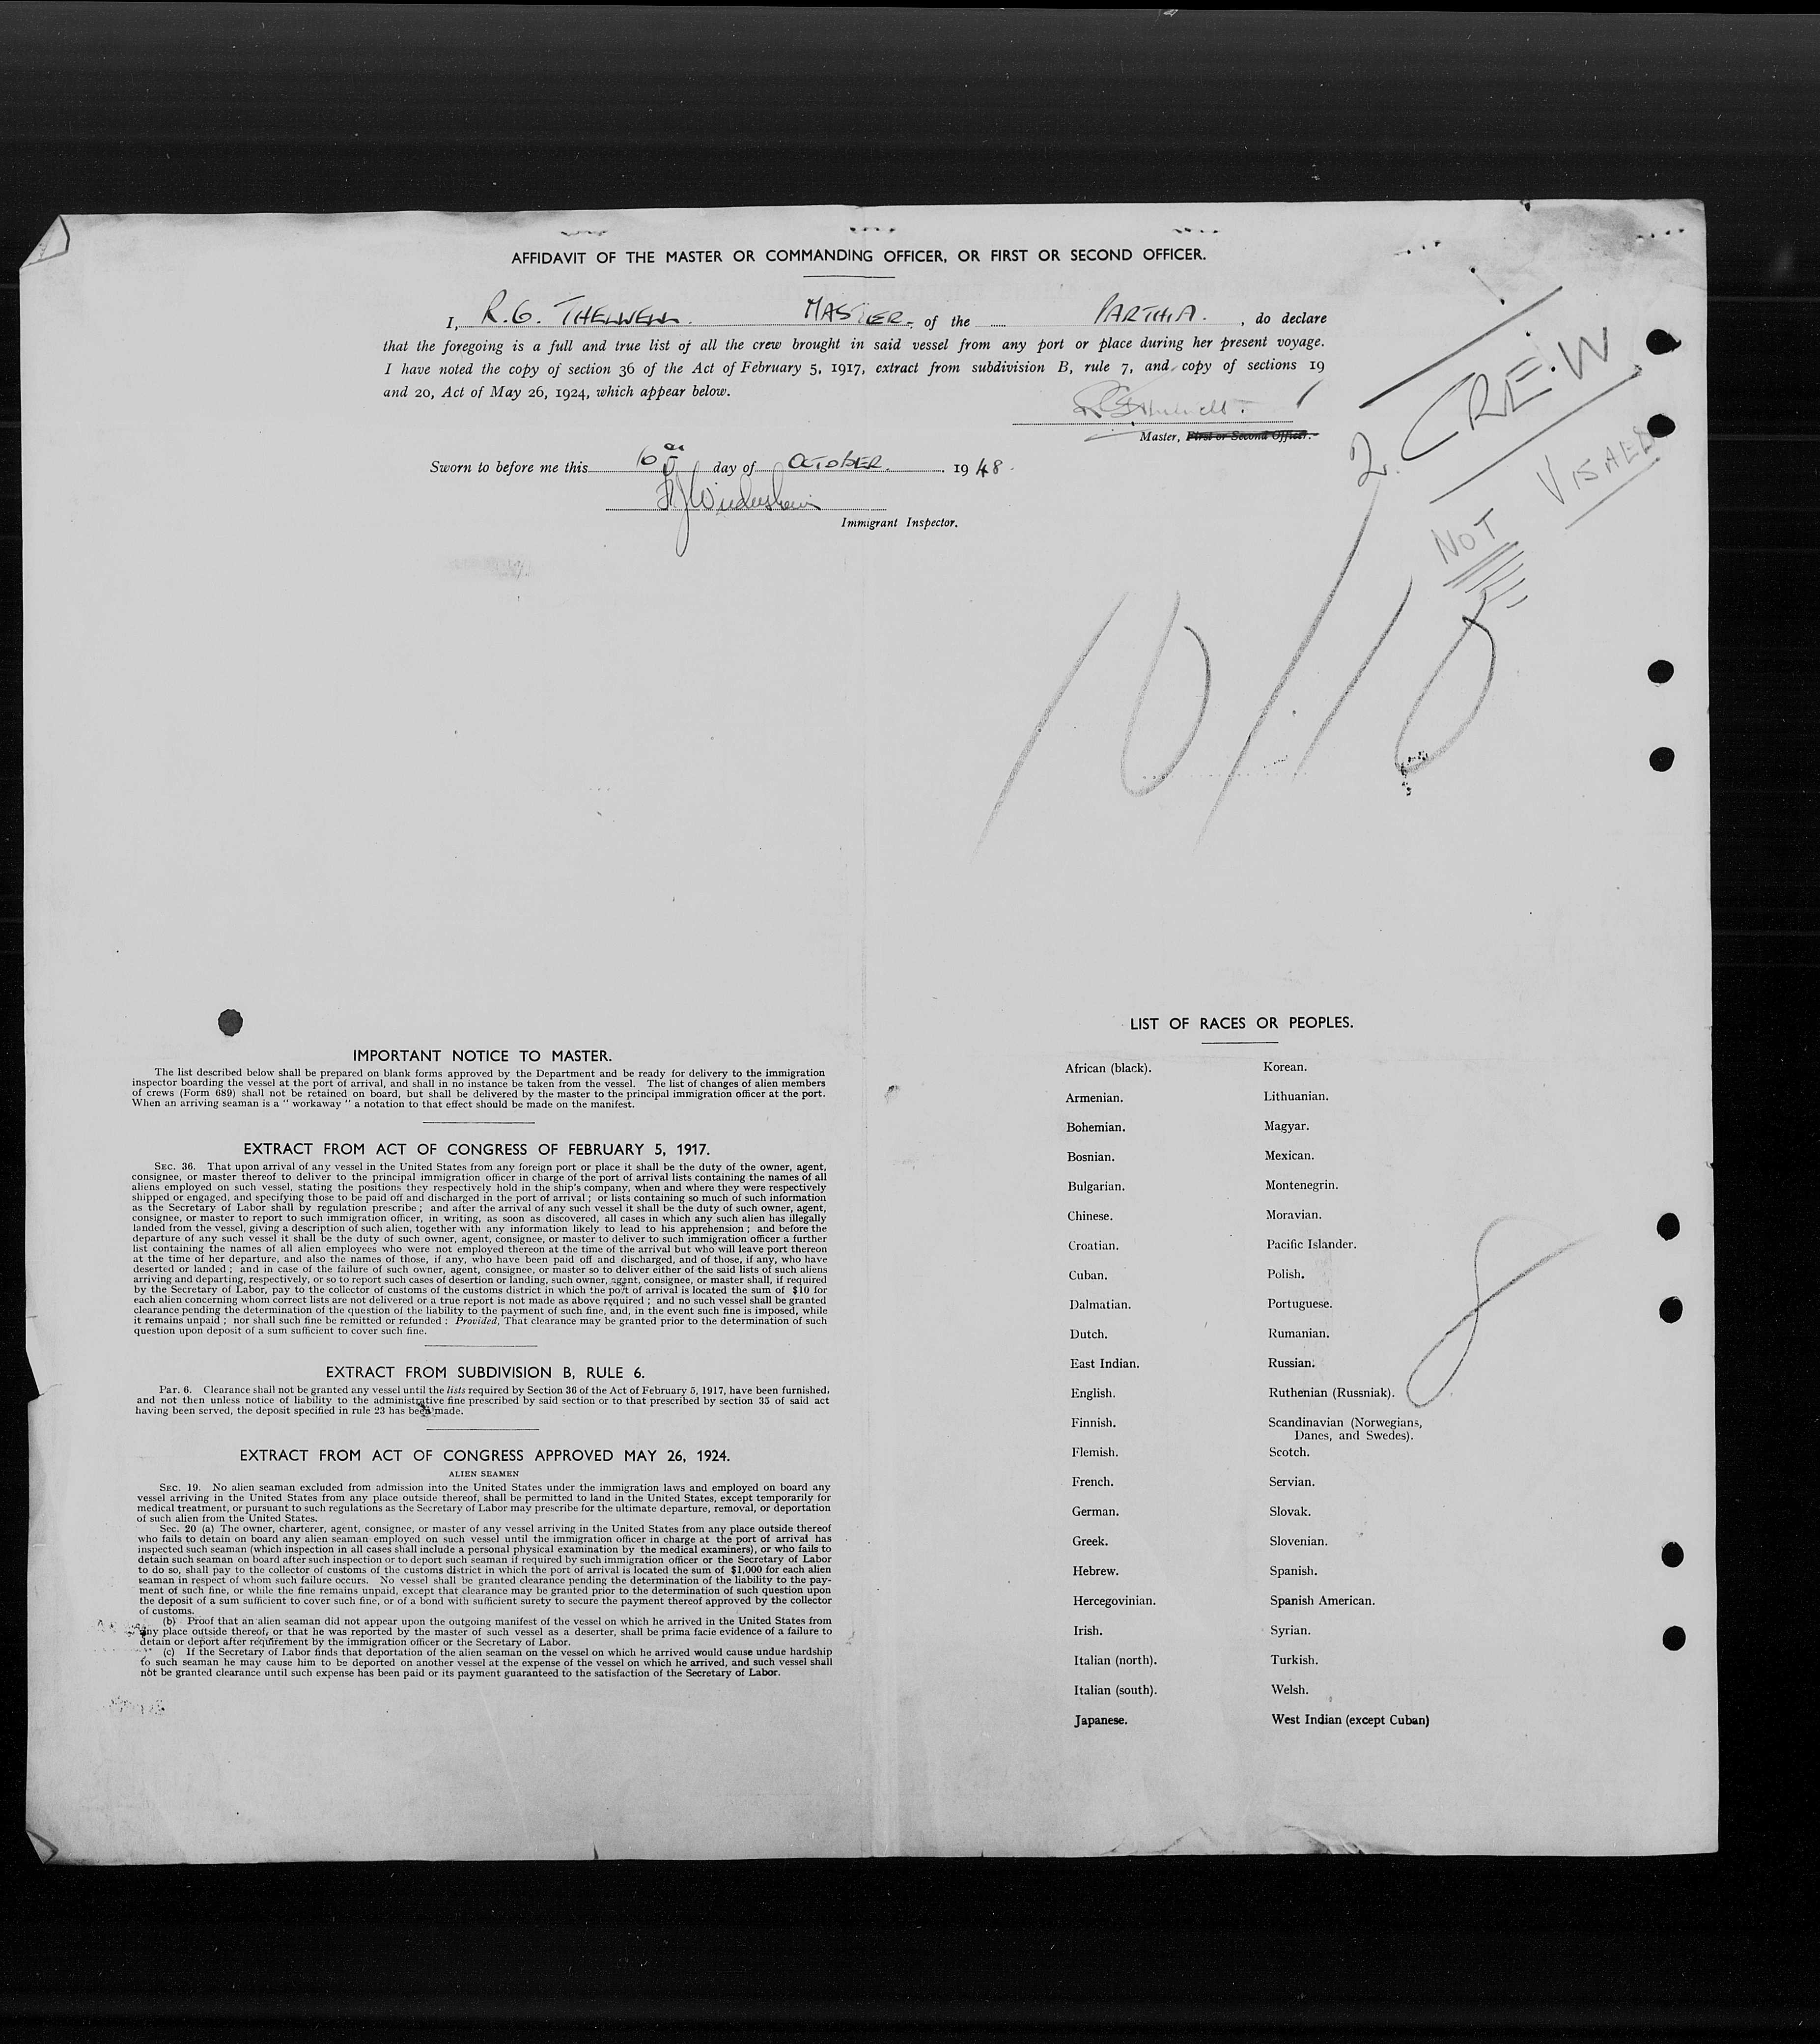 AFFIDAVIT OF THE MASTER OR COMMANDING OFFICER, OR FIRST OR SECOND OFFICER.
I, R.G. THELWELL. MASTER of the PARTHIA. , do declare
that the foregoing is a full and true list of all the crew brought in said vessel from any port or place during her present voyage.
I have noted the copy of section 36 of the Act of February 5, 1917, extract from subdivision B, rule 7, and copy of sections 19
and 20, Act of May 26, 1924, which appear below.
Master, First or Second Officer.
Sworn to before me this 10 day of OCTOBER. 1948.
Immigrant Inspector.
2. CREW
NOT VISAED
10/10
IMPORTANT NOTICE TO MASTER.
The list described below shall be prepared on blank forms approved by the Department and be ready for delivery to the immigration
inspector boarding the vessel at the port of arrival, and shall in no instance be taken from the vessel. The list of changes of alien members
of crews (Form 689) shall not be retained on board, but shall be delivered by the master to the principal immigration officer at the port.
When an arriving seaman is a " workaway " a notation to that effect should be made on the manifest.
EXTRACT FROM ACT OF CONGRESS OF FEBRUARY 5, 1917.
SEC. 36. That upon arrival of any vessel in the United States from any foreign port or place it shall be the duty of the owner, agent,
consignee, or master thereof to deliver to the principal immigration officer in charge of the port of arrival lists containing the names of all
aliens employed on such vessel, stating the positions they respectively hold in the ship's company, when and where they were respectively
shipped or engaged, and specifying those to be paid off and discharged in the port of arrival ; or lists containing so much of such information
as the Secretary of Labor shall by regulation prescribe ; and after the arrival of any such vessel it shall be the duty of such owner, agent,
consignee, or master to report to such immigration officer, in writing, as soon as discovered, all cases in which any such alien has illegally
landed from the vessel, giving a description of such alien, together with any information likely to lead to his apprehension ; and before the
departure of any such vessel it shall be the duty of such owner, agent, consignee, or master to deliver to such immigration officer a further
list containing the names of all alien employees who were not employed thereon at the time of the arrival but who will leave port thereon
at the time of her departure, and also the names of those, if any, who have been paid off and discharged, and of those, if any, who have
deserted or landed ; and in case of the failure of such owner, agent, consignee, or master so to deliver either of the said lists of such aliens
arriving and departing, respectively, or so to report such cases of desertion or landing, such owner, agent, consignee, or master shall, if required
by the Secretary of Labor, pay to the collector of customs of the customs district in which the port of arrival is located the sum of $10 for
each alien concerning whom correct lists are not delivered or a true report is not made as above required ; and no such vessel shall be granted
clearance pending the determination of the question of the liability to the payment of such fine, and, in the event such fine is imposed, while
it remains unpaid ; nor shall such fine be remitted or refunded : Provided, That clearance may be granted prior to the determination of such
question upon deposit of a sum sufficient to cover such fine.
EXTRACT FROM SUBDIVISION B, RULE 6.
PAR. 6. Clearance shall not be granted any vessel until the lists required by Section 36 of the Act of February 5, 1917, have been furnished,
and not then unless notice of liability to the administrative fine prescribed by said section or to that prescribed by section 35 of said act
having been served, the deposit specified in rule 23 has been made.
EXTRACT FROM ACT OF CONGRESS APPROVED MAY 26, 1924.
ALIEN SEAMEN
SEC. 19. No alien seaman excluded from admission into the United States under the immigration laws and employed on board any
vessel arriving in the United States from any place outside thereof, shall be permitted to land in the United States, except temporarily for
medical treatment, or pursuant to such regulations as the Secretary of Labor may prescribe for the ultimate departure, removal, or deportation
of such alien from the United States.
Sec. 20 (a) The owner, charterer, agent, consignee, or master of any vessel arriving in the United States from any place outside thereof
who fails to detain on board any alien seaman employed on such vessel until the immigration officer in charge at the port of arrival has
inspected such seaman (which inspection in all cases shall include a personal physical examination by the medical examiners), or who fails to
detain such seaman on board after such inspection or to deport such seaman if required by such immigration officer or the Secretary of Labor
to do so, shall pay to the collector of customs of the customs district in which the port of arrival is located the sum of $1,000 for each alien
seaman in respect of whom such failure occurs. No vessel shall be granted clearance pending the determination of the liability to the pay-
ment of such fine, or while the fine remains unpaid, except that clearance may be granted prior to the determination of such question upon
the deposit of a sum sufficient to cover such fine, or of a bond with sufficient surety to secure the payment thereof approved by the collector
of customs.
(b) Proof that an alien seaman did not appear upon the outgoing manifest of the vessel on which he arrived in the United States from
any place outside thereof, or that he was reported by the master of such vessel as a deserter, shall be prima facie evidence of a failure to
detain or deport after requirement by the immigration officer or the Secretary of Labor.
(c) If the Secretary of Labor finds that deportation of the alien seaman on the vessel on which he arrived would cause undue hardship
to such seaman he may cause him to be deported on another vessel at the expense of the vessel on which he arrived, and such vessel shall
not be granted clearance until such expense has been paid or its payment guaranteed to the satisfaction of the Secretary of Labor.
LIST OF RACES OR PEOPLES.
African (black). Korean.
Armenian. Lithuanian.
Bohemian. Magyar.
Bosnian. Mexican.
Bulgarian. Montenegrin.
Chinese. Moravian.
Croatian. Pacific Islander.
Cuban. Polish.
Dalmatian. Portuguese.
Dutch. Rumanian.
East Indian. Russian.
English. Ruthenian (Russniak).
Finnish. Scandinavian (Norwegians,
Danes, and Swedes).
Flemish. Scotch.
French. Servian.
German. Slovak.
Greek. Slovenian.
Hebrew. Spanish.
Hercegovinian. Spanish American.
Irish. Syrian.
Italian (north). Turkish.
Italian (south). Welsh.
Japanese. West Indian (except Cuban)
8